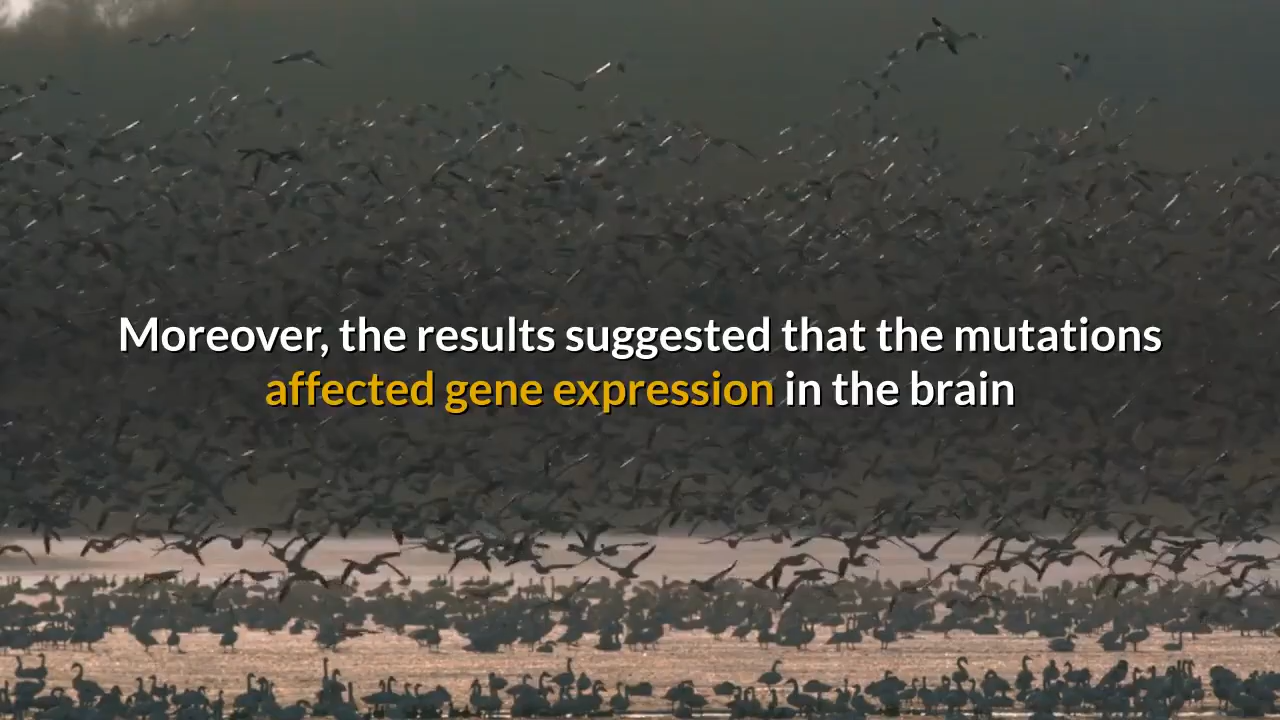 Moreover, the results suggested that the mutations
affected gene expression in the brain